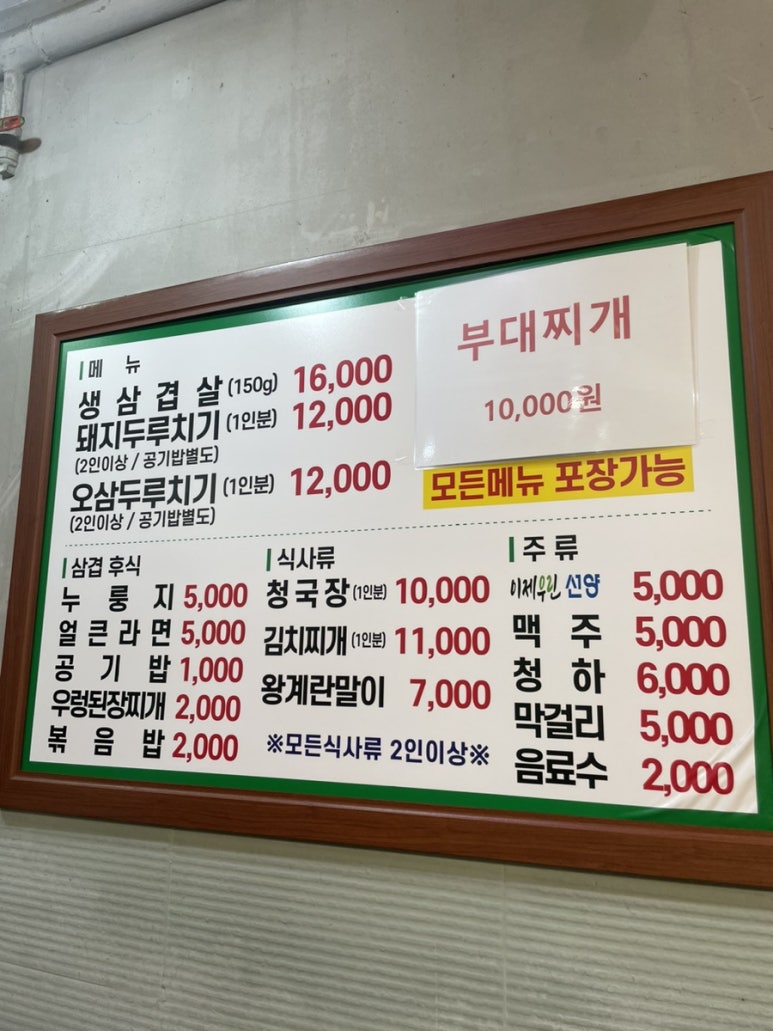 메 뉴
생 삼 겹 살 (150g) 16,000
돼지두루치기 (1인분) 12,000
(2인이상 / 공기밥별도)
오삼두루치기 (1인분) 12,000
(2인이상 / 공기밥별도)
부대찌개
10,000원
모든메뉴 포장가능
삼겹 후식
누 룽 지 5,000
얼큰라면 5,000
공 기 밥 1,000
우렁된장찌개 2,000
볶 음 밥 2,000
식사류
청국장 (1인분) 10,000
김치찌개 (1인분) 11,000
왕계란말이 7,000
※모든식사류 2인이상※
주 류
이제우린 선양 5,000
맥 주 5,000
청 하 6,000
막걸리 5,000
음료수 2,000